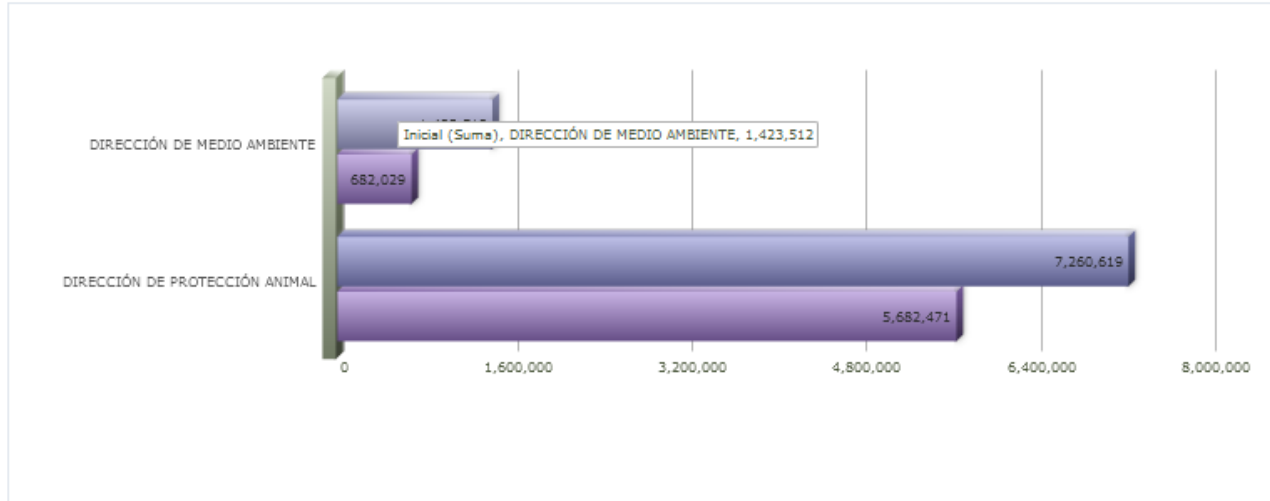 DIRECCIÓN DE MEDIO AMBIENTE
Inicial (Suma), DIRECCIÓN DE MEDIO AMBIENTE, 1,423,512
682,029
DIRECCIÓN DE PROTECCIÓN ANIMAL
7,260,619
5,682,471
0 1,600,000 3,200,000 4,800,000 6,400,000 8,000,000